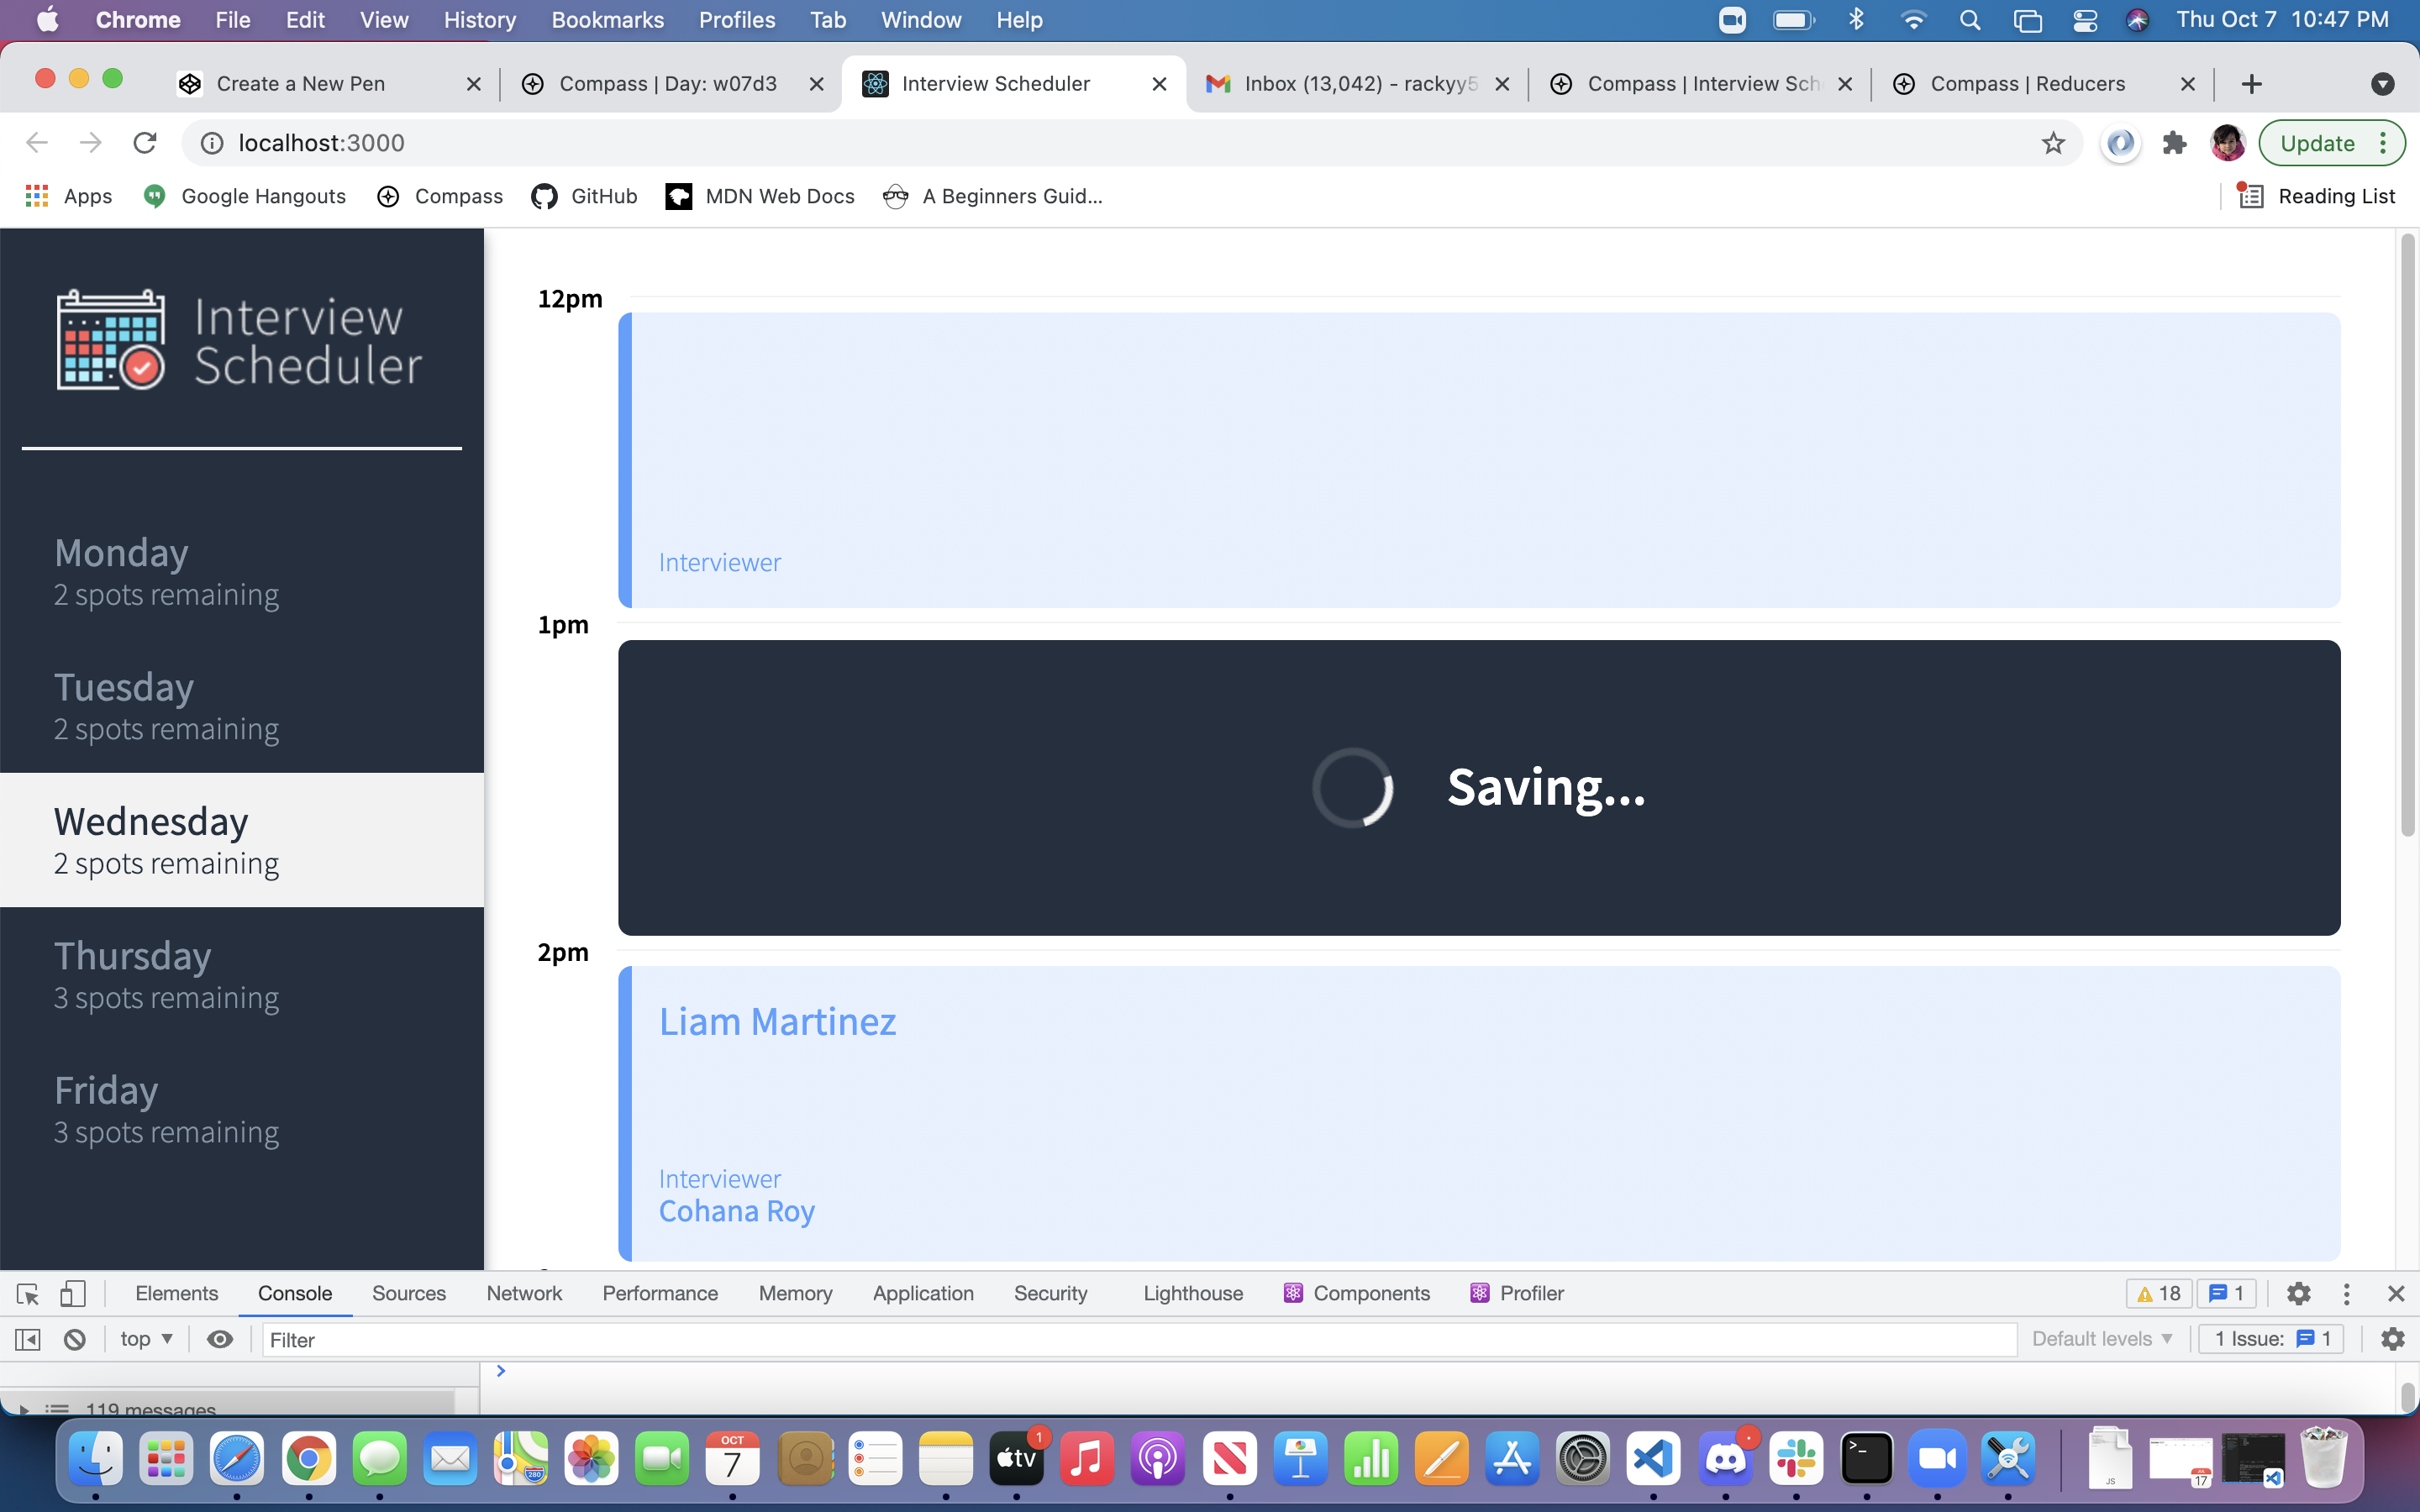 Chrome File Edit View History Bookmarks Profiles Tab Window Help Thu Oct 7 10:47 PM
Create a New Pen Compass | Day: w07d3 Interview Scheduler Inbox (13,042) - rackyy5 Compass | Interview Sch Compass | Reducers
localhost:3000 Update
Apps Google Hangouts Compass GitHub MDN Web Docs A Beginners Guid... Reading List
Interview
Scheduler
Monday
2 spots remaining
Tuesday
2 spots remaining
Wednesday
2 spots remaining
Thursday
3 spots remaining
Friday
3 spots remaining
12pm
Interviewer
1pm
Saving...
2pm
Liam Martinez
Interviewer
Cohana Roy
Elements Console Sources Network Performance Memory Application Security Lighthouse Components Profiler 18 1
top Filter Default levels 1 Issue: 1
119 messages
OCT
7
280
tv
1
JS
17